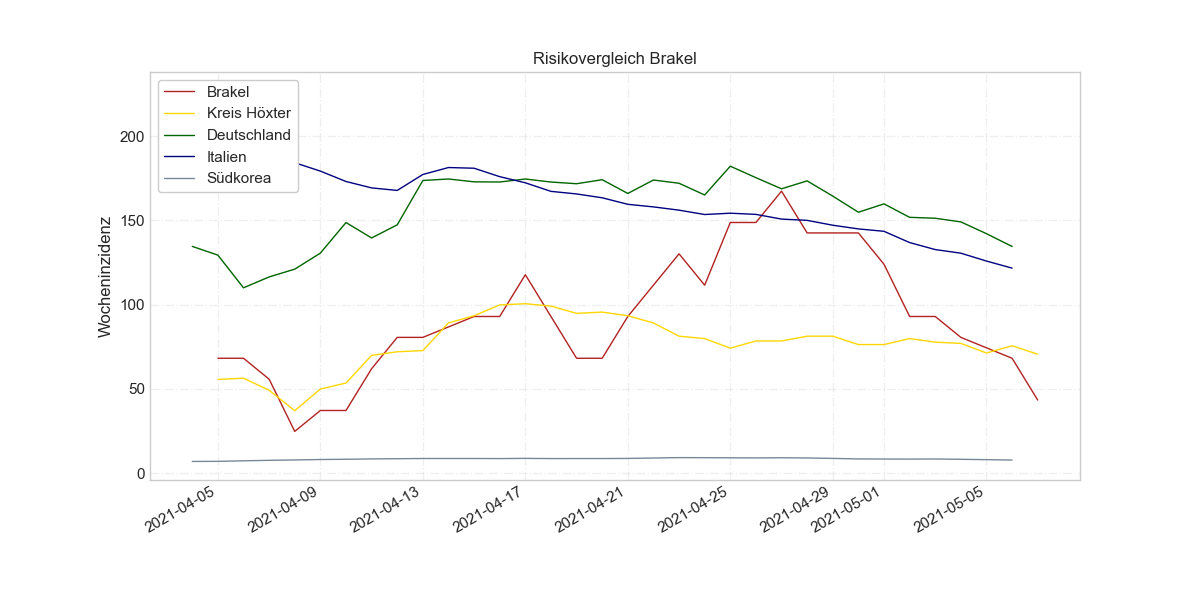 Risikovergleich Brakel
Brakel
Kreis Höxter
Deutschland
Italien
Südkorea
Wocheninzidenz
200
150
100
50
0
2021-04-05
2021-04-09
2021-04-13
2021-04-17
2021-04-21
2021-04-25
2021-04-29
2021-05-01
2021-05-05